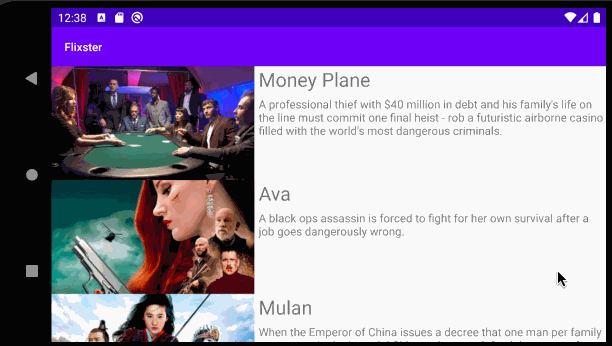 12:38
Flixster
Money Plane
A professional thief with $40 million in debt and his family's life on
the line must commit one final heist - rob a futuristic airborne casino
filled with the world's most dangerous criminals.
Ava
A black ops assassin is forced to fight for her own survival after a
job goes dangerously wrong.
Mulan
When the Emperor of China issues a decree that one man per family